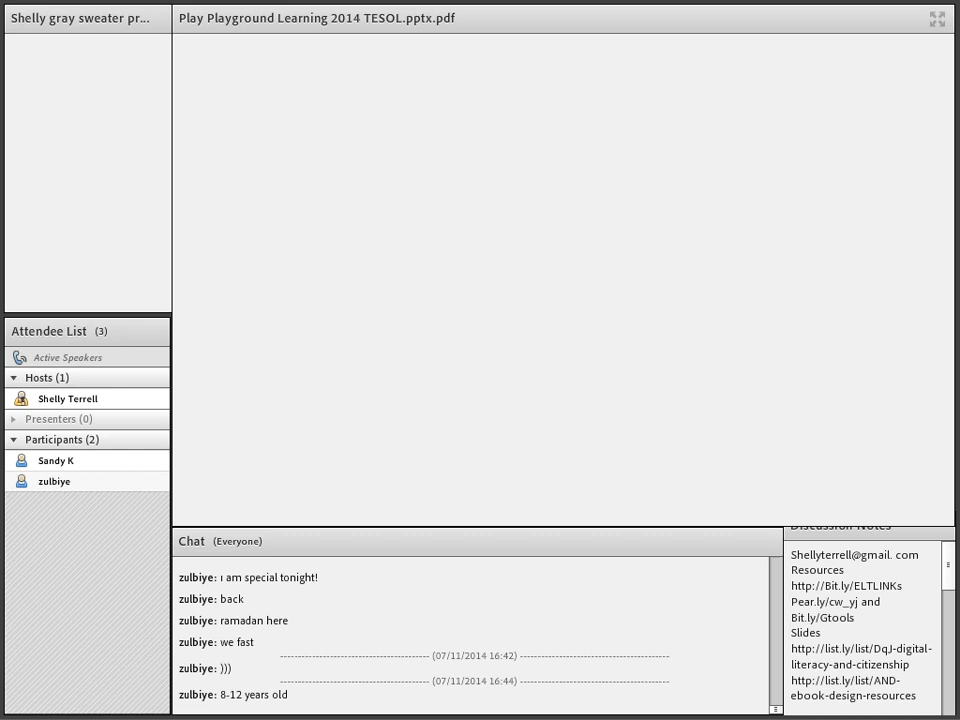 Shelly gray sweater pr...
Play Playground Learning 2014 TESOL.pptx.pdf
Attendee List (3)
Active Speakers
Hosts (1)
Shelly Terrell
Presenters (0)
Participants (2)
Sandy K
zulbiye
Chat (Everyone)
zulbiye: ı am special tonight!
zulbiye: back
zulbiye: ramadan here
zulbiye: we fast
(07/11/2014 16:42)
zulbiye: )))
(07/11/2014 16:44)
zulbiye: 8-12 years old
Discussion Notes
Shellyterrell@gmail. com
Resources
http://Bit.ly/ELTLINKs
Pear.ly/cw_yj and
Bit.ly/Gtools
Slides
http://list.ly/list/DqJ-digital-
literacy-and-citizenship
http://list.ly/list/AND-
ebook-design-resources